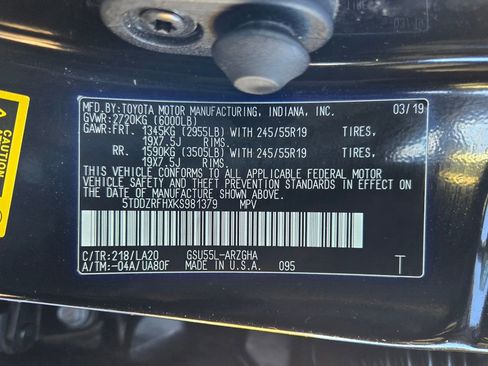 MFD.BY:TOYOTA MOTOR MANUFACTURING, INDIANA, INC. 03/19
GVWR:2720KG (6000LB)
GAWR:FRT. 1345KG (2955LB) WITH 245/55R19 TIRES,
19X7.5J RIMS.
RR. 1590KG (3505LB) WITH 245/55R19 TIRES,
19X7.5J RIMS.
THIS VEHICLE CONFORMS TO ALL APPLICABLE FEDERAL MOTOR
VEHICLE SAFETY AND THEFT PREVENTION STANDARDS IN EFFECT ON
THE DATE OF MANUFACTURE SHOWN ABOVE.
5TDDZRFHXKS981379 MPV
C/TR:218/LA20 GSU55L-ARZGHA
A/TM:-04A/UA80F MADE IN U.S.A. 095 T
CAUTION